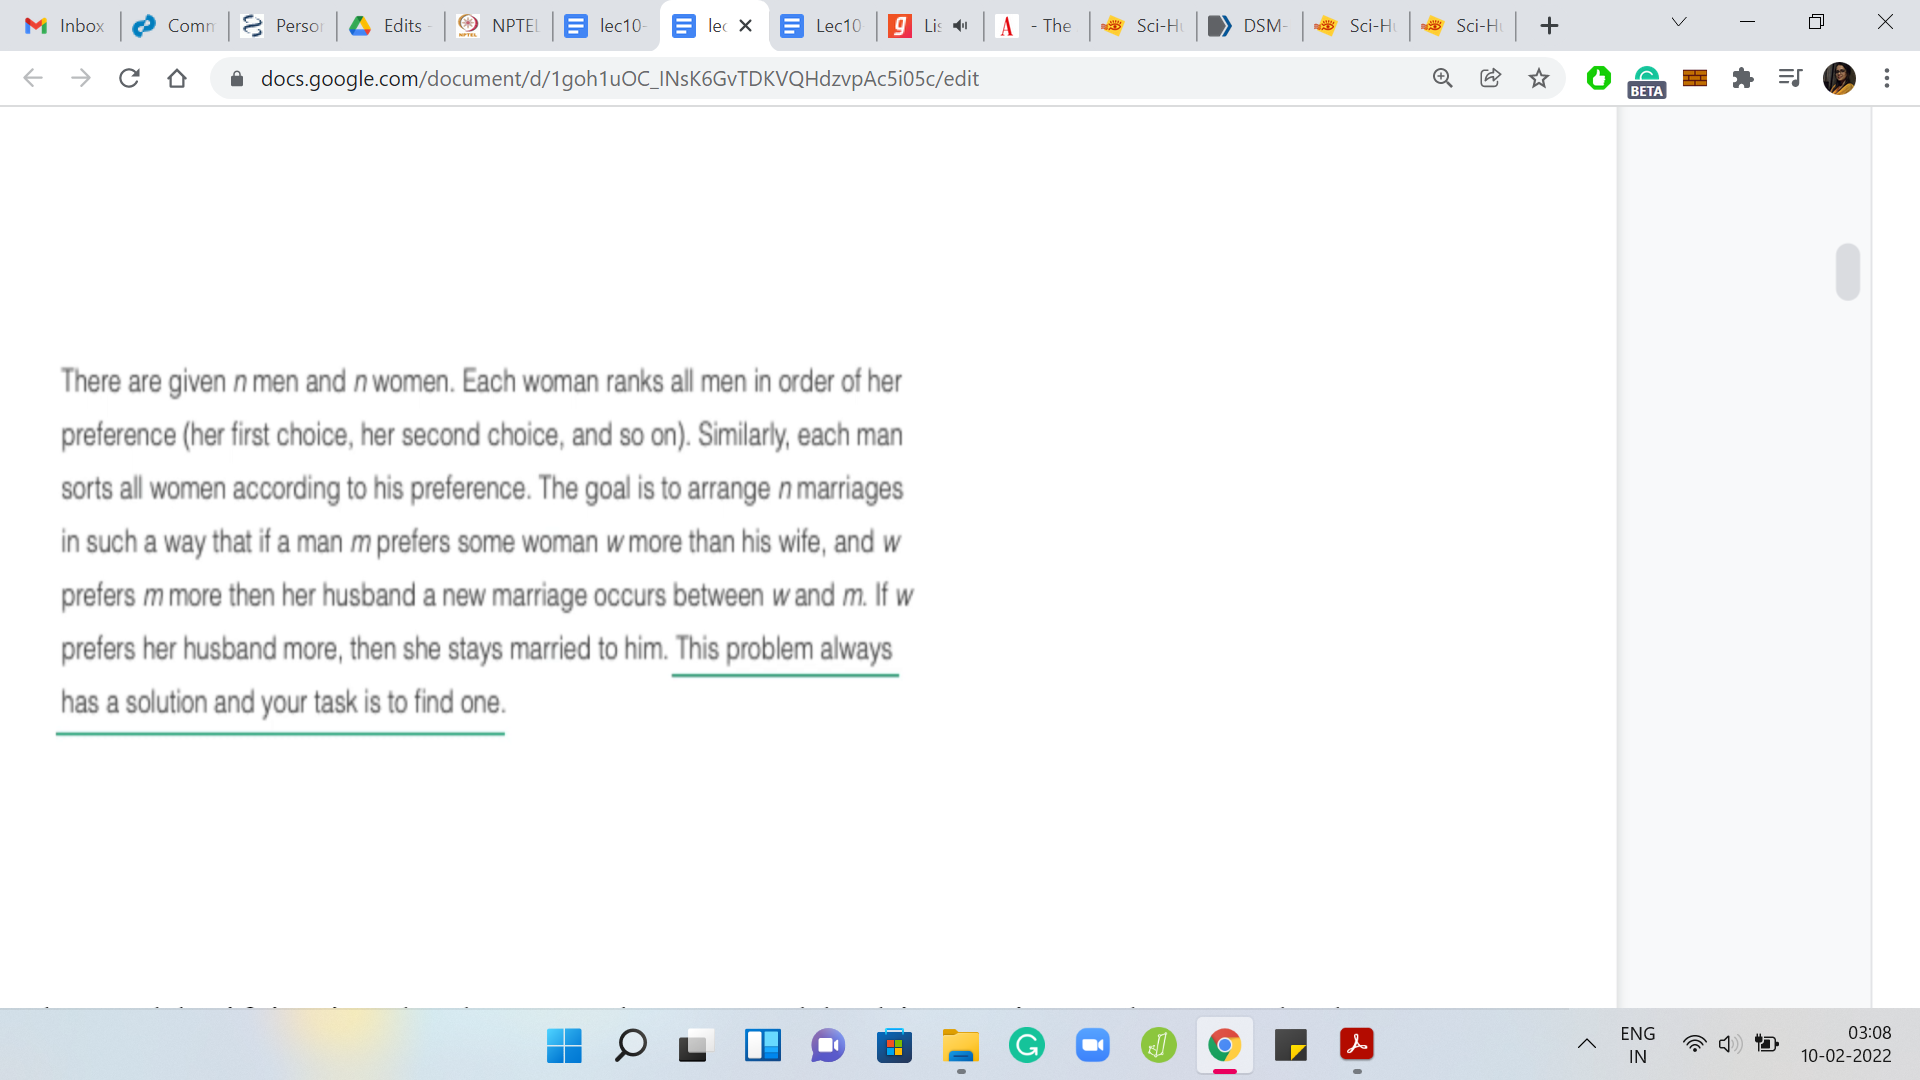 Inbox
Comm
Person
Edits -
NPTEL
lec10-
lec
Lec10
Lis
- The
Sci-Hu
DSM-
Sci-Hu
Sci-Hu
docs.google.com/document/d/1goh1uOC_INsK6GvTDKVQHdzvpAc5i05c/edit
BETA
There are given n men and n women. Each woman ranks all men in order of her
preference (her first choice, her second choice, and so on). Similarly, each man
sorts all women according to his preference. The goal is to arrange n marriages
in such a way that if a man m prefers some woman w more than his wife, and w
prefers m more then her husband a new marriage occurs between w and m. If w
prefers her husband more, then she stays married to him. This problem always
has a solution and your task is to find one.
ENG
IN
03:08
10-02-2022